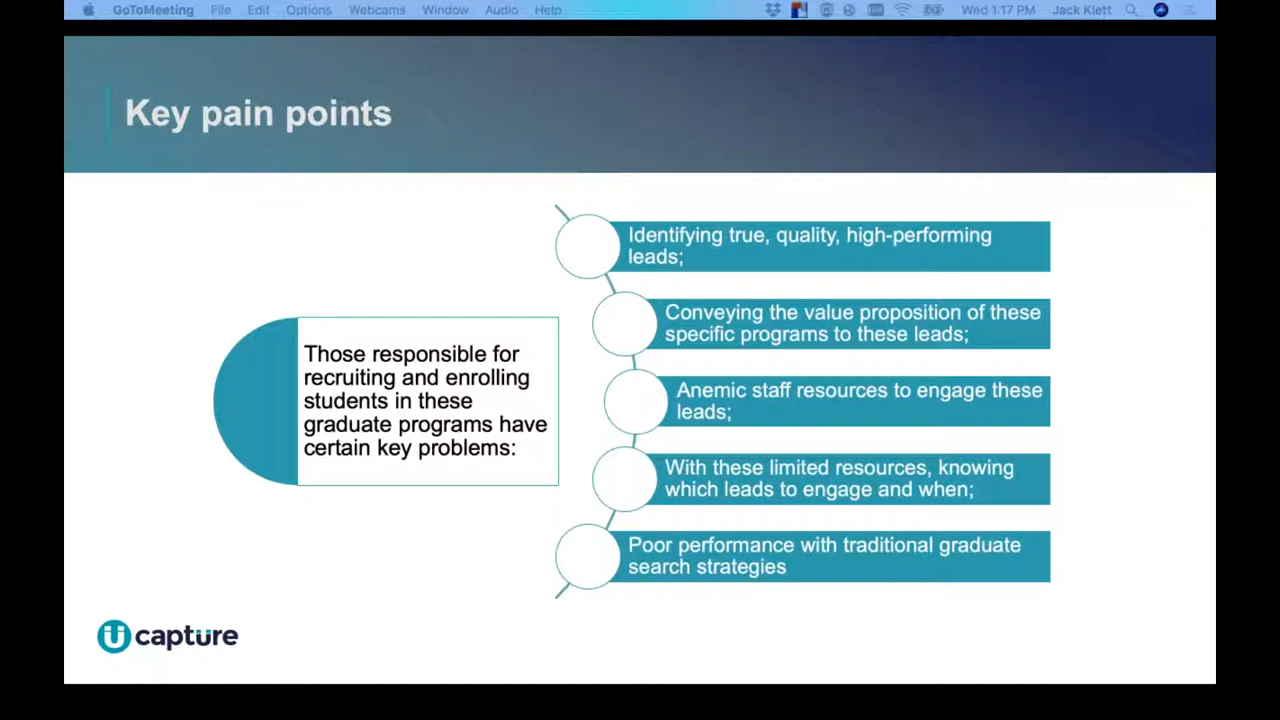 GoToMeeting File Edit Options Webcams Window Audio Help Wed 1:17 PM Jack Klett
Key pain points
Those responsible for
recruiting and enrolling
students in these
graduate programs have
certain key problems:
Identifying true, quality, high-performing
leads;
Conveying the value proposition of these
specific programs to these leads;
Anemic staff resources to engage these
leads;
With these limited resources, knowing
which leads to engage and when;
Poor performance with traditional graduate
search strategies
capture